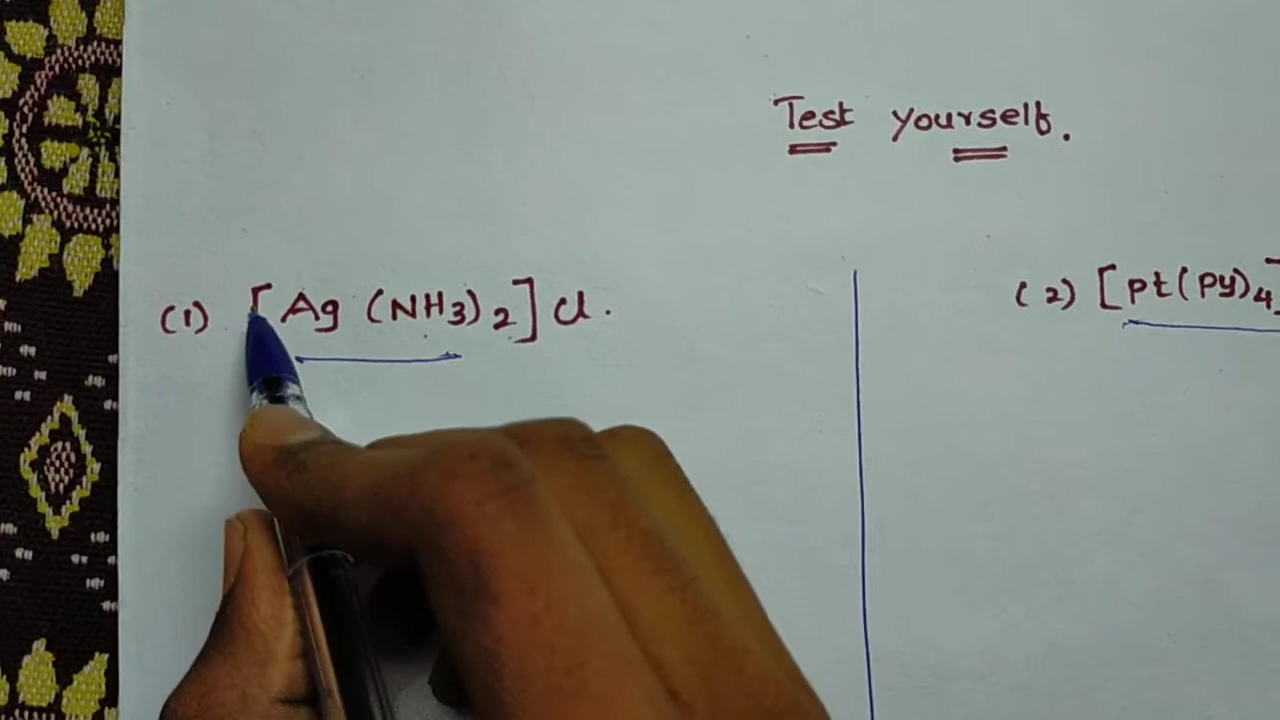 Test yourself.
(1) [Ag (NH3)2]Cl.
(2) [pt(py)4]